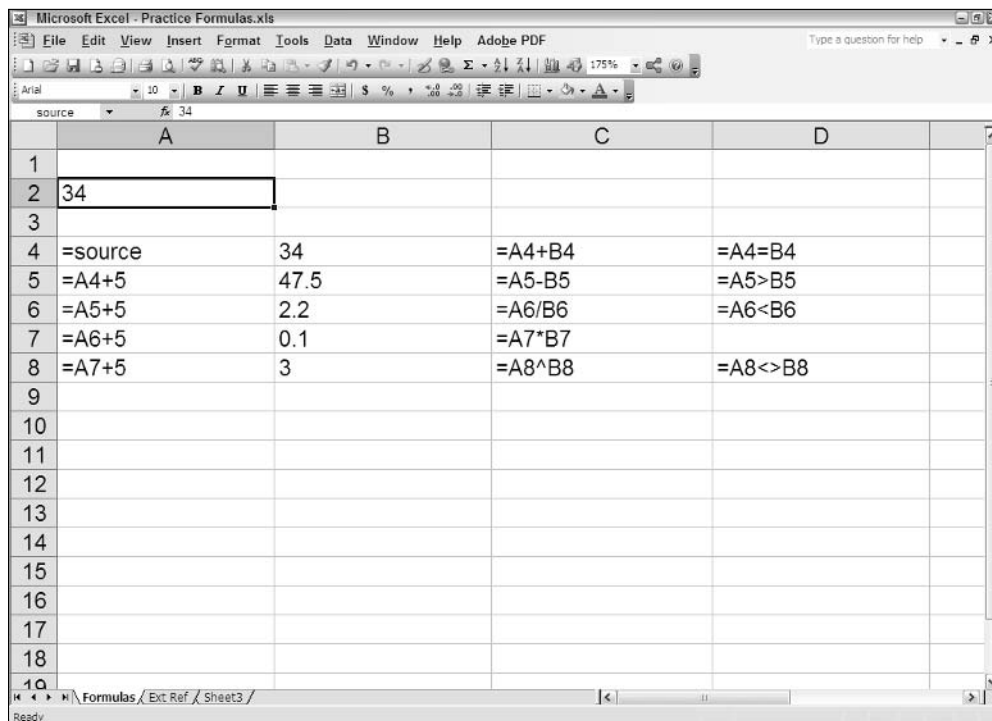 Microsoft Excel - Practice Formulas.xls
File Edit View Insert Format Tools Data Window Help Adobe PDF Type a question for help
175%
Arial 10 B I U $ % , A
source fx 34
A B C D
1
2 34
3
4 =source 34 =A4+B4 =A4=B4
5 =A4+5 47.5 =A5-B5 =A5>B5
6 =A5+5 2.2 =A6/B6 =A6<B6
7 =A6+5 0.1 =A7*B7
8 =A7+5 3 =A8^B8 =A8<>B8
9
10
11
12
13
14
15
16
17
18
19
Formulas Ext Ref Sheet3
Ready